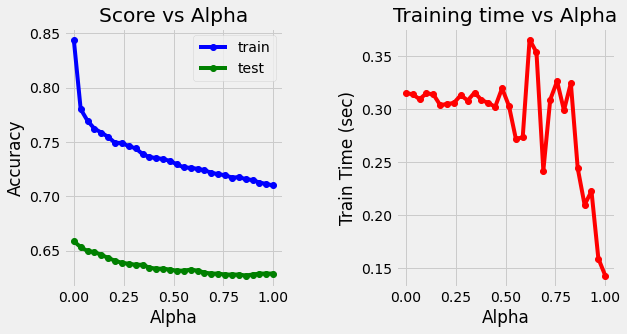 Score vs Alpha
Accuracy
0.85
0.80
0.75
0.70
0.65
train
test
0.00 0.25 0.50 0.75 1.00
Alpha
Training time vs Alpha
Train Time (sec)
0.35
0.30
0.25
0.20
0.15
0.00 0.25 0.50 0.75 1.00
Alpha